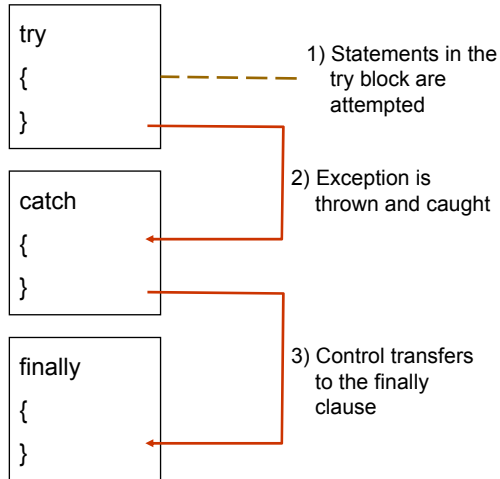 try
{
}
1) Statements in the
try block are
attempted
2) Exception is
thrown and caught
catch
{
}
3) Control transfers
to the finally
clause
finally
{
}